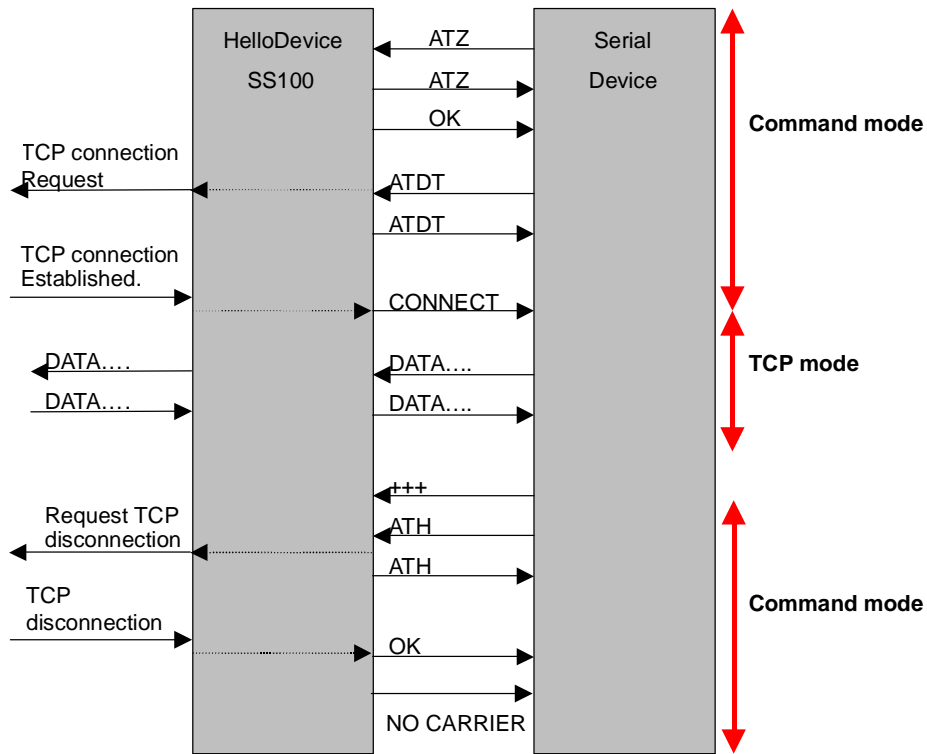 HelloDevice
SS100
Serial
Device
ATZ
ATZ
OK
Command mode
TCP connection
Request
ATDT
ATDT
TCP connection
Established.
CONNECT
DATA....
DATA....
TCP mode
DATA....
DATA....
+++
Request TCP
disconnection
ATH
ATH
TCP
disconnection
Command mode
OK
NO CARRIER